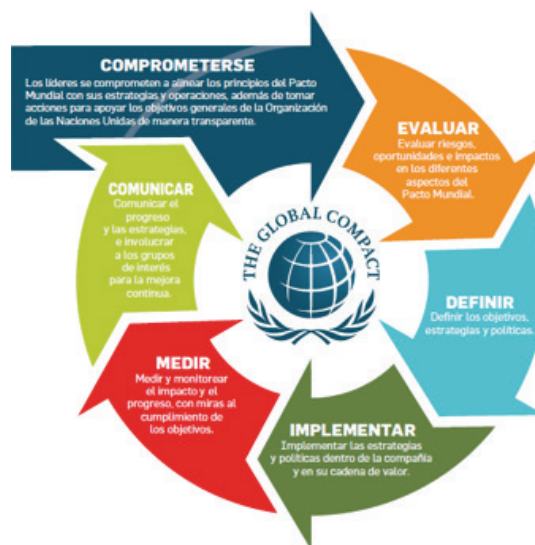 COMPROMETERSE
Los líderes se comprometen a alinear los principios del Pacto
Mundial con sus estrategias y operaciones, además de tomar
acciones para apoyar los objetivos generales de la Organización
de las Naciones Unidas de manera transparente.
EVALUAR
Evaluar riesgos,
oportunidades e impactos
en los diferentes
aspectos del
Pacto Mundial.
DEFINIR
Definir los objetivos,
estrategias y políticas.
IMPLEMENTAR
Implementar las estrategias
y políticas dentro de la compañía
y en su cadena de valor.
MEDIR
Medir y monitorear
el impacto y el
progreso, con miras al
cumplimiento de
los objetivos.
COMUNICAR
Comunicar el
progreso
y las estrategias,
e involucrar
a los grupos
de interés
para la mejora
continua.
THE GLOBAL COMPACT